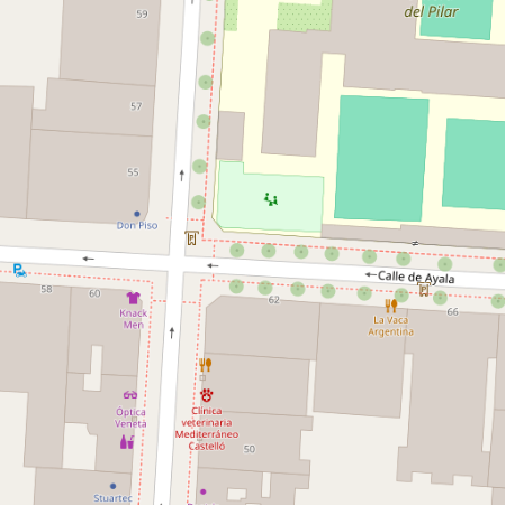 59
del Pilar
57
55
Don Piso
P
Calle de Ayala
58
60
62
66
Knack
Men
La Vaca
Argentina
Óptica
Veneta
Clínica
veterinaria
Mediterráneo
Castelló
50
Stuartec